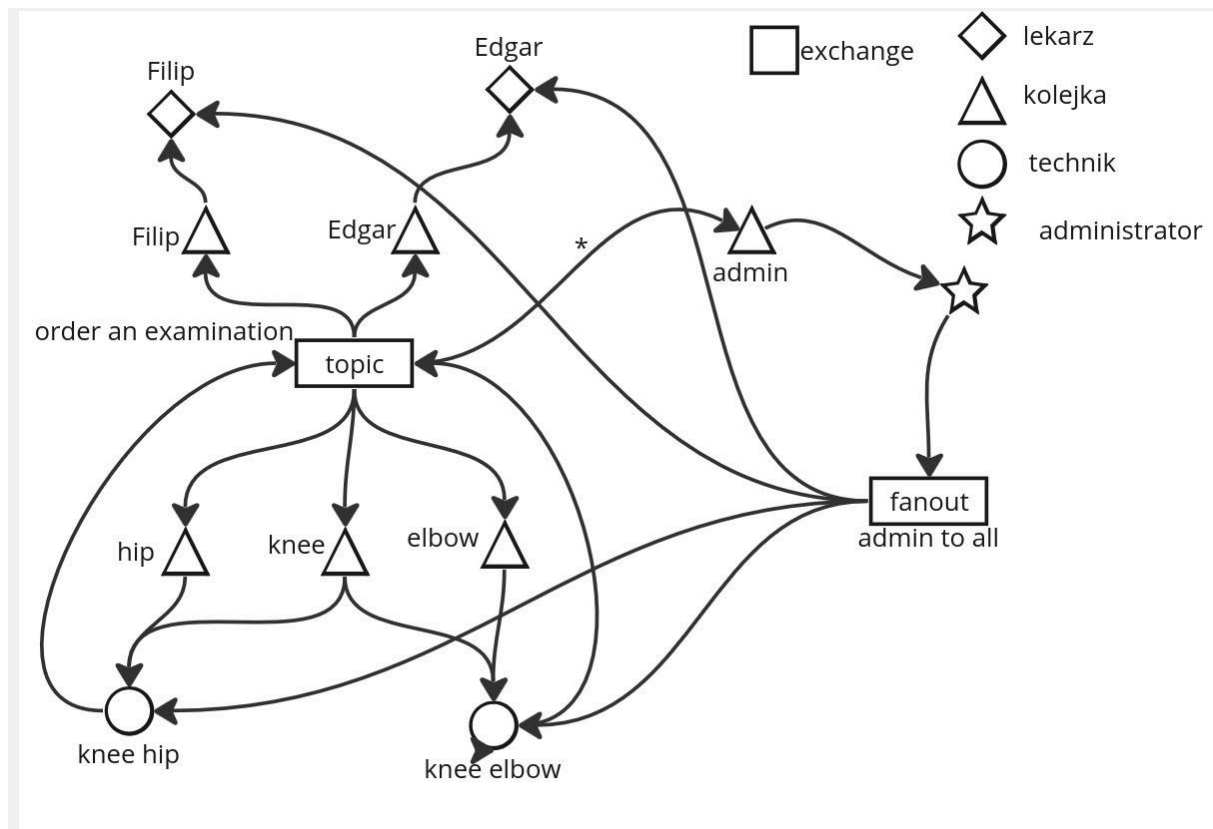 Edgar
Filip
exchange
lekarz
kolejka
technik
administrator
Filip
Edgar
*
admin
order an examination
topic
fanout
admin to all
hip
knee
elbow
knee hip
knee elbow